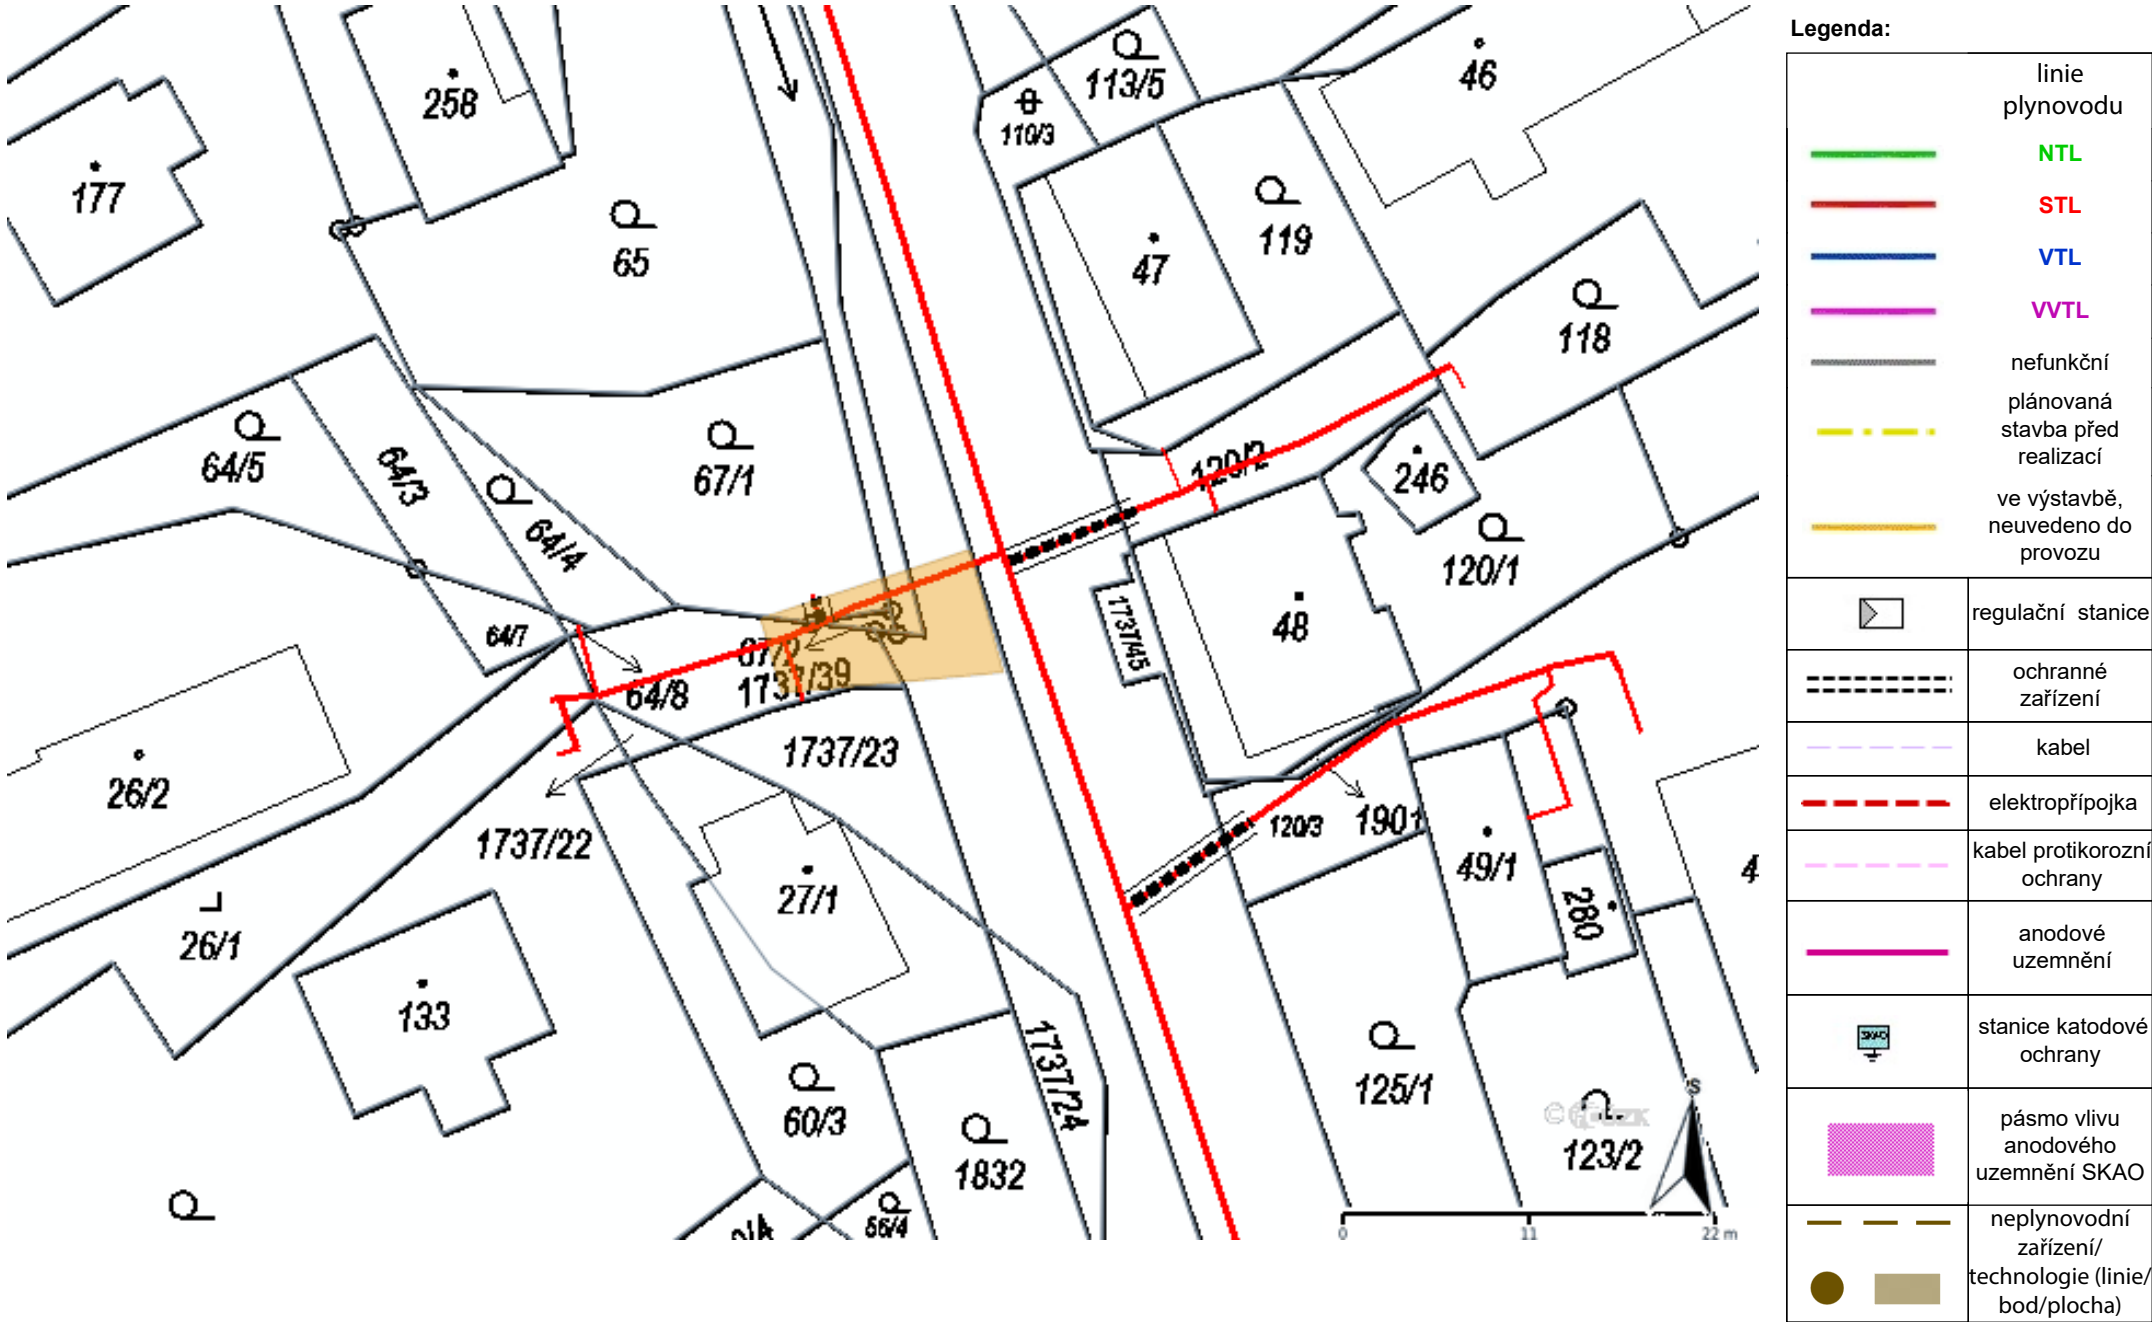 Legenda:
linie
plynovodu
NTL
STL
VTL
VVTL
nefunkční
plánovaná
stavba před
realizací
ve výstavbě,
neuvedeno do
provozu
regulační stanice
ochranné
zařízení
kabel
elektropřípojka
kabel protikorozní
ochrany
anodové
uzemnění
SKAO
stanice katodové
ochrany
pásmo vlivu
anodového
uzemnění SKAO
neplynovodní
zařízení/
technologie (linie/
bod/plocha)
258
177
65
113/5
110/3
46
47
119
118
64/5
64/3
64/4
67/1
120/2
246
120/1
64/7
64/8
1737/39
1737/45
48
1737/23
26/2
1737/22
120/3
1901
49/1
280
27/1
26/1
133
1737/24
125/1
60/3
1832
123/2
S
0
11
22 m